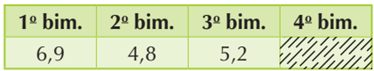 1º bim. 2º bim. 3º bim. 4º bim.
6,9 4,8 5,2